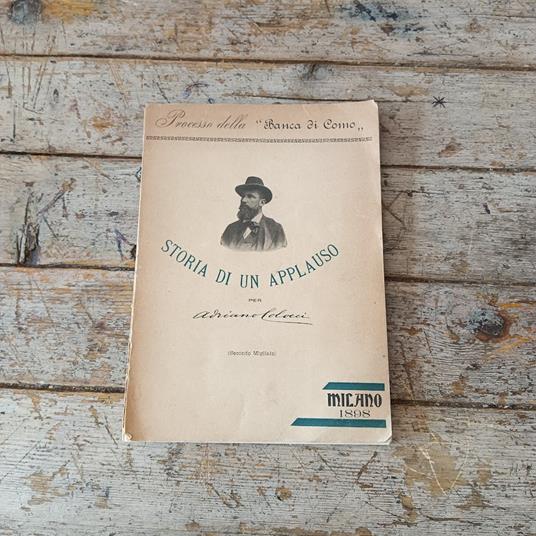 Processo della "Banca di Como„
STORIA DI UN APPLAUSO
PER
Adriano Colocci
(Secondo Migliaio)
MILANO
1898